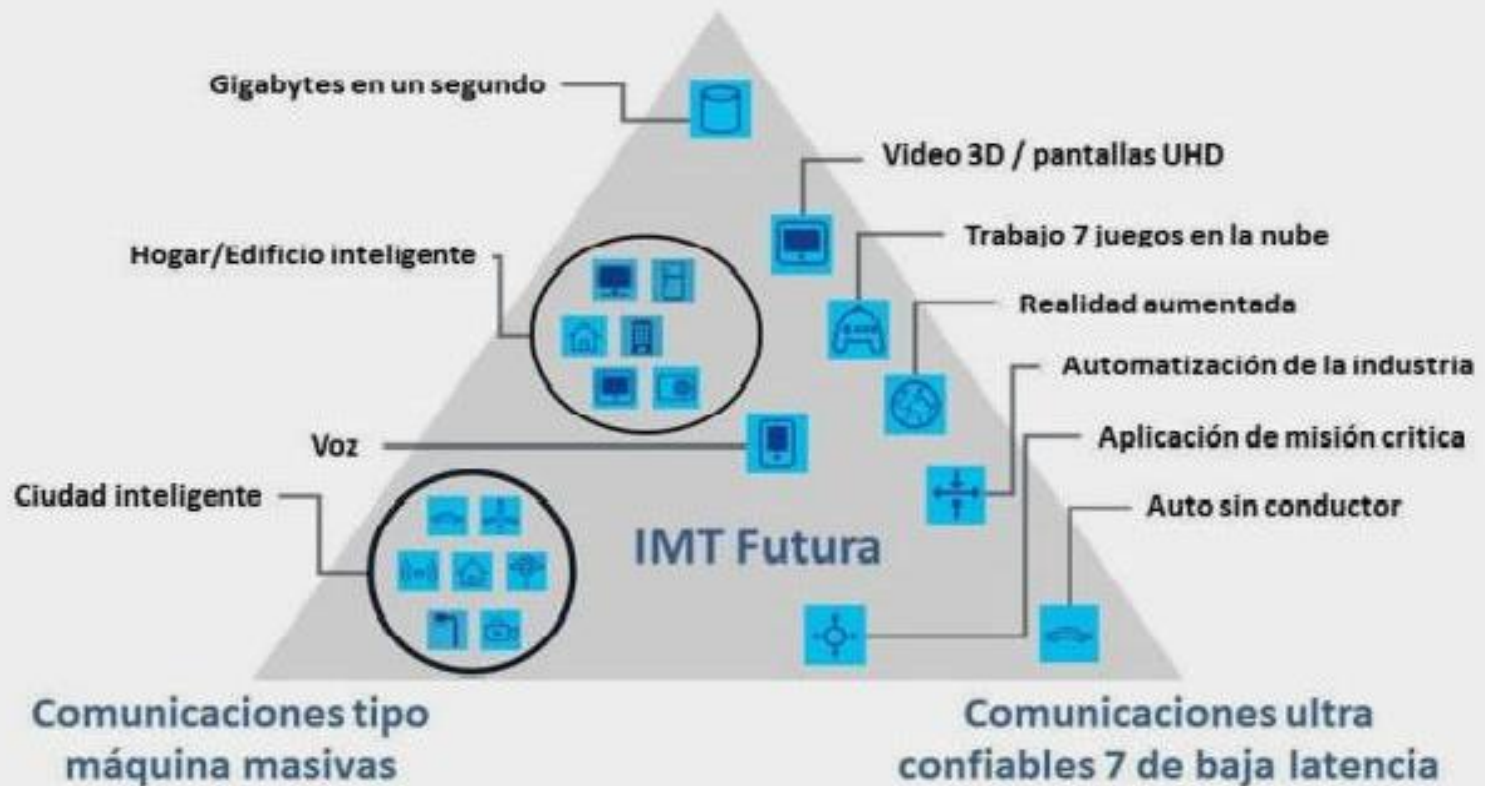 Gigabytes en un segundo
Video 3D / pantallas UHD
Hogar/Edificio inteligente
Trabajo 7 juegos en la nube
Realidad aumentada
Automatización de la industria
Voz
Aplicación de misión critica
Ciudad inteligente
Auto sin conductor
IMT Futura
Comunicaciones tipo
máquina masivas
Comunicaciones ultra
confiables 7 de baja latencia